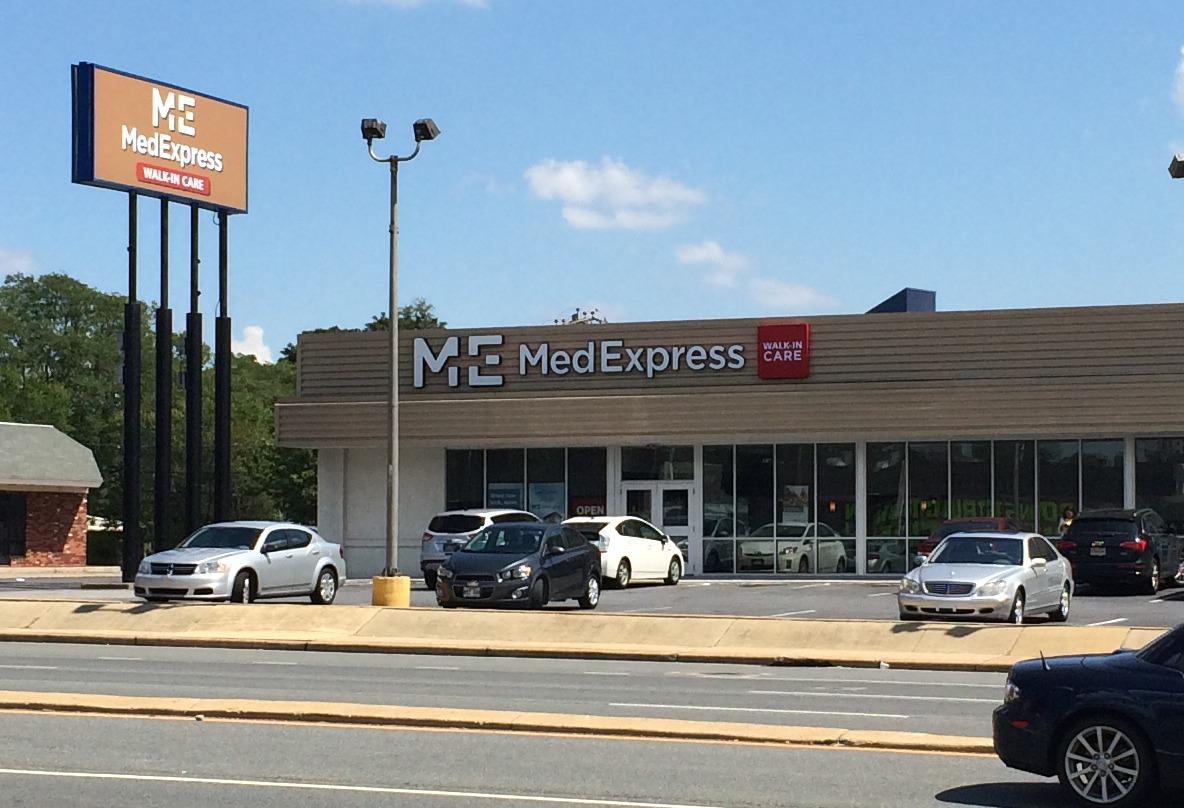 ME
MedExpress
WALK-IN CARE
ME MedExpress
WALK-IN
CARE
OPEN